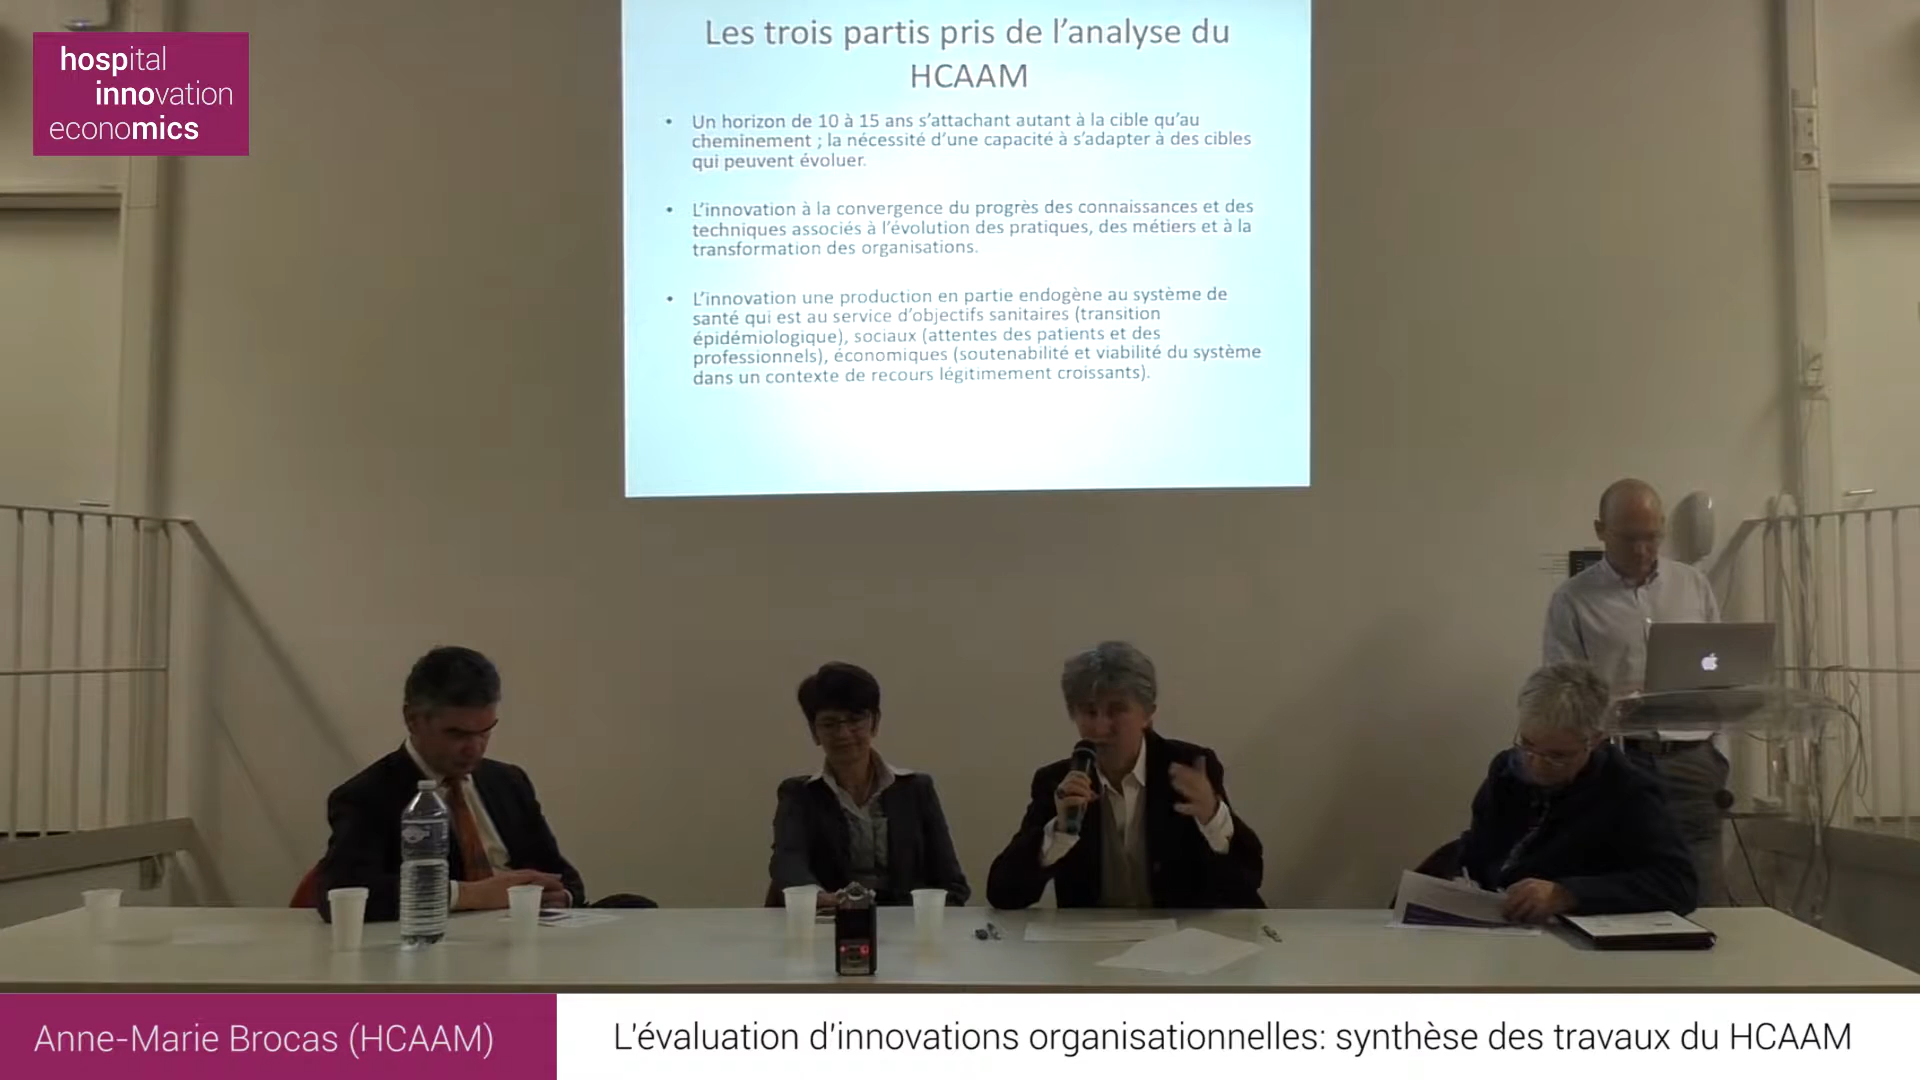 hospital
innovation
economics
Les trois partis pris de l'analyse du
HCAAM
• Un horizon de 10 à 15 ans s'attachant autant à la cible qu'au
cheminement ; la nécessité d'une capacité à s'adapter à des cibles
qui peuvent évoluer.
• L'innovation à la convergence du progrès des connaissances et des
techniques associés à l'évolution des pratiques, des métiers et à la
transformation des organisations.
• L'innovation une production en partie endogène au système de
santé qui est au service d'objectifs sanitaires (transition
épidémiologique), sociaux (attentes des patients et des
professionnels), économiques (soutenabilité et viabilité du système
dans un contexte de recours légitimement croissants).
Anne-Marie Brocas (HCAAM)
L'évaluation d'innovations organisationnelles: synthèse des travaux du HCAAM